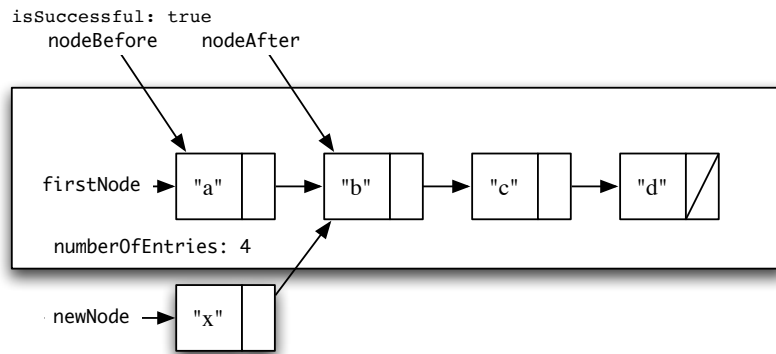 isSuccessful: true
nodeBefore nodeAfter
firstNode "a" "b" "c" "d"
numberOfEntries: 4
newNode "x"